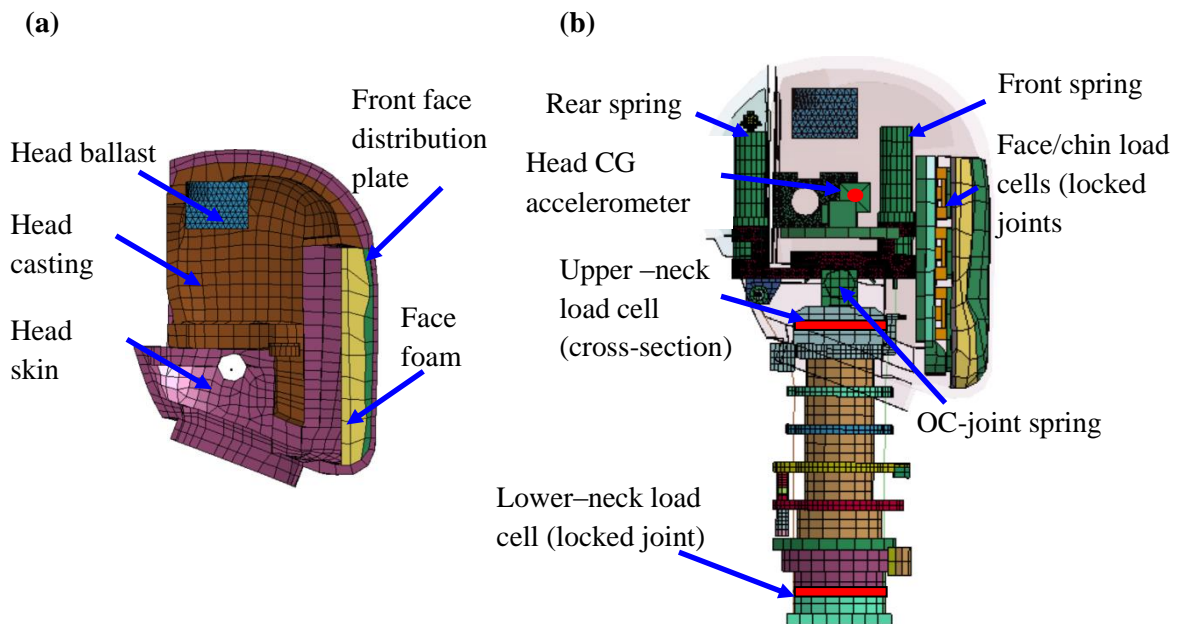 (a)
Front face
distribution
plate
Head ballast
Head
casting
Head
skin
Face
foam
(b)
Rear spring
Front spring
Head CG
accelerometer
Face/chin load
cells (locked
joints
Upper –neck
load cell
(cross-section)
OC-joint spring
Lower–neck load
cell (locked joint)